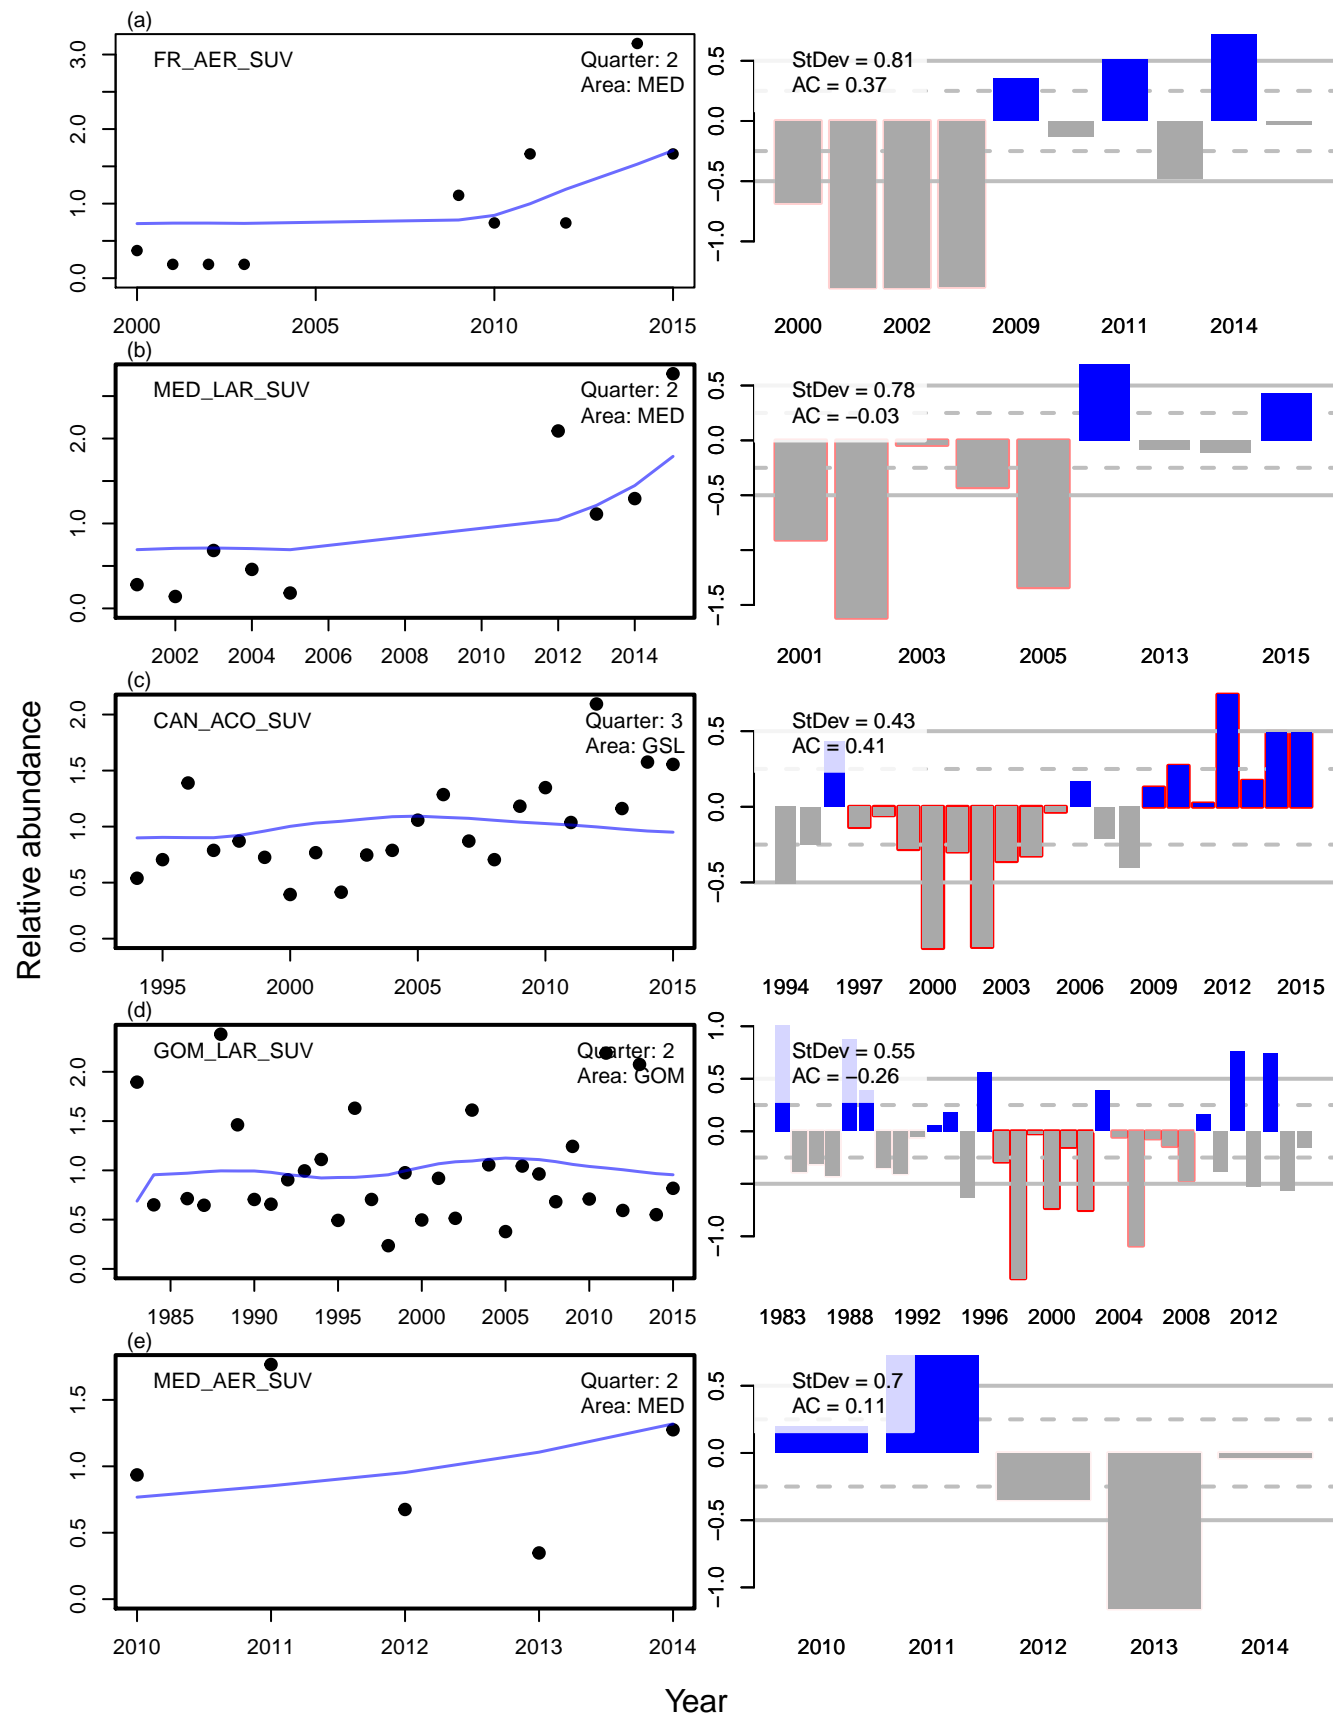 (a)
FR_AER_SUV
Quarter: 2
Area: MED
0.0 1.0 2.0 3.0
2000 2005 2010 2015
StDev = 0.81
AC = 0.37
−1.0 −0.5 0.0 0.5
2000 2002 2009 2011 2014
(b)
MED_LAR_SUV
Quarter: 2
Area: MED
0.0 1.0 2.0
2002 2004 2006 2008 2010 2012 2014
StDev = 0.78
AC = −0.03
−1.5 −0.5 0.0 0.5
2001 2003 2005 2013 2015
(c)
CAN_ACO_SUV
Quarter: 3
Area: GSL
0.0 0.5 1.0 1.5 2.0
1995 2000 2005 2010 2015
StDev = 0.43
AC = 0.41
−0.5 0.0 0.5
1994 1997 2000 2003 2006 2009 2012 2015
(d)
GOM_LAR_SUV
Quarter: 2
Area: GOM
0.0 0.5 1.0 1.5 2.0
1985 1990 1995 2000 2005 2010 2015
StDev = 0.55
AC = −0.26
−1.0 0.0 0.5 1.0
1983 1988 1992 1996 2000 2004 2008 2012
(e)
MED_AER_SUV
Quarter: 2
Area: MED
0.0 0.5 1.0 1.5
2010 2011 2012 2013 2014
StDev = 0.7
AC = 0.11
−1.0 −0.5 0.0 0.5
2010 2011 2012 2013 2014
Relative abundance
Year